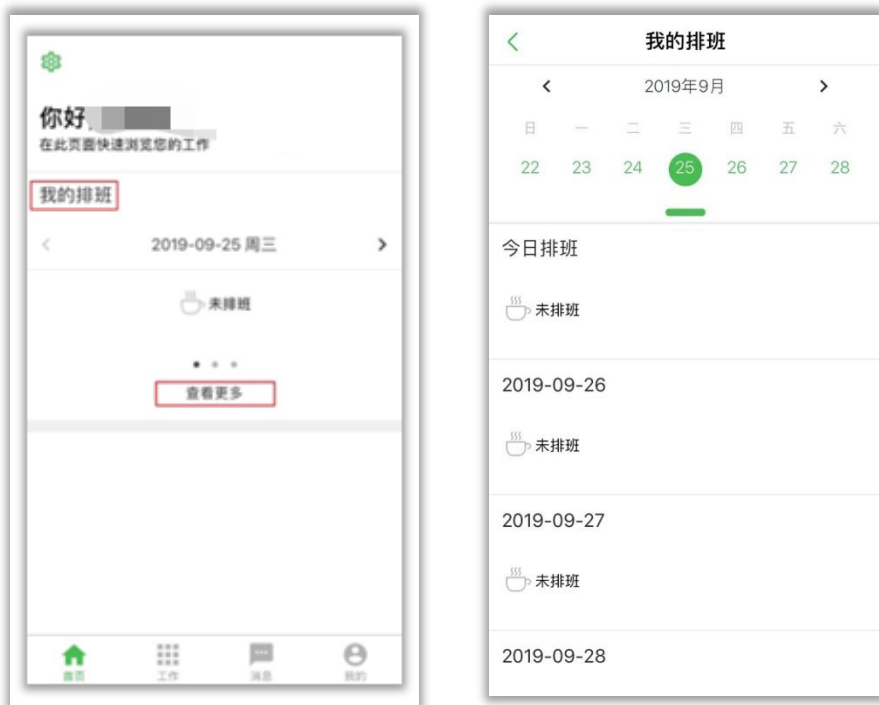 你好,
在此页面快速浏览您的工作
我的排班
2019-09-25 周三
未排班
查看更多
首页 工作 消息 我的
我的排班
2019年9月
日 一 二 三 四 五 六
22 23 24 25 26 27 28
今日排班
未排班
2019-09-26
未排班
2019-09-27
未排班
2019-09-28